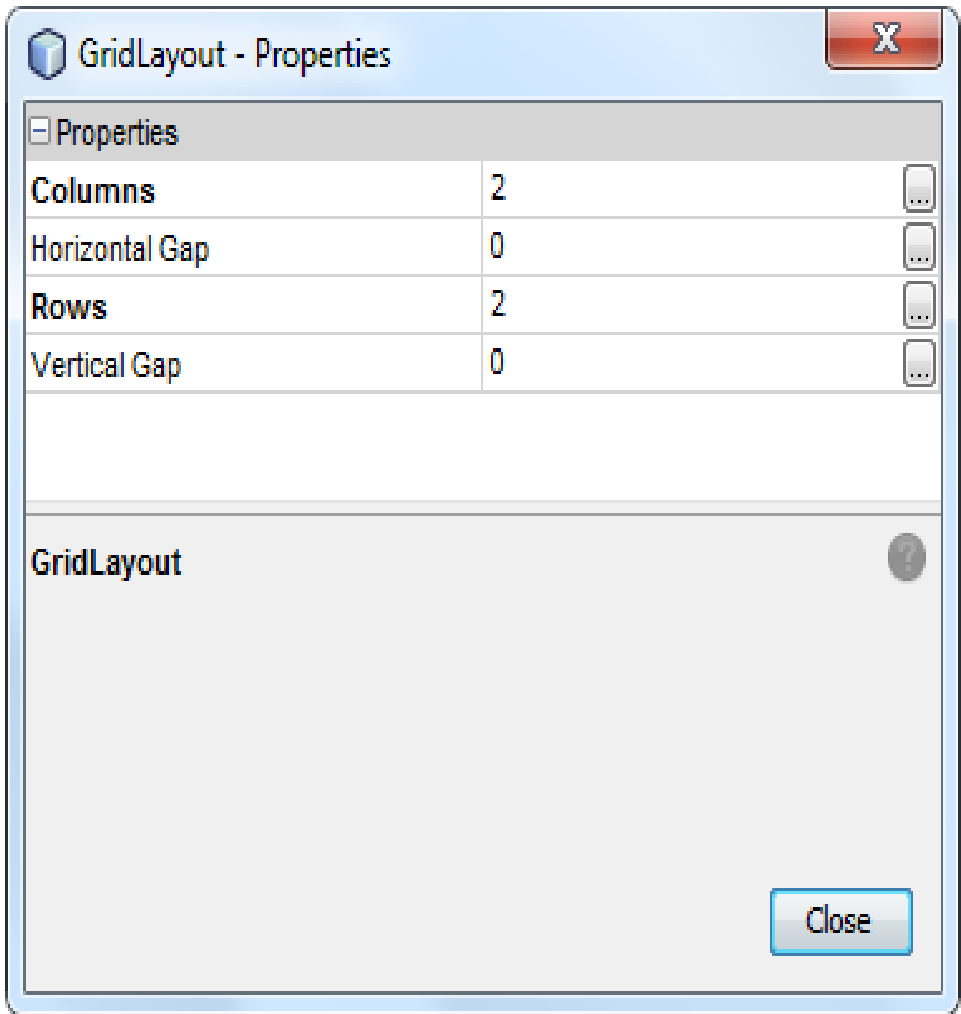 GridLayout - Properties
X
Properties
Columns 2 ...
Horizontal Gap 0 ...
Rows 2 ...
Vertical Gap 0 ...
GridLayout ?
Close